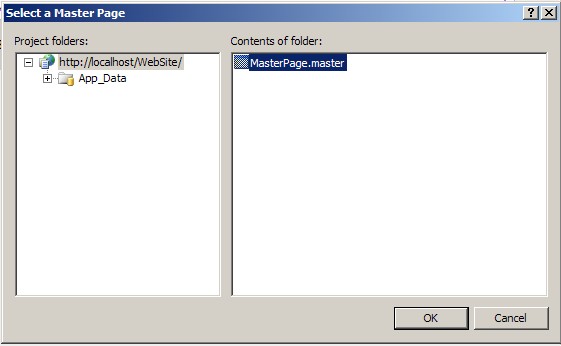 Select a Master Page
Project folders:
Contents of folder:
http://localhost/WebSite/
MasterPage.master
App_Data
OK
Cancel